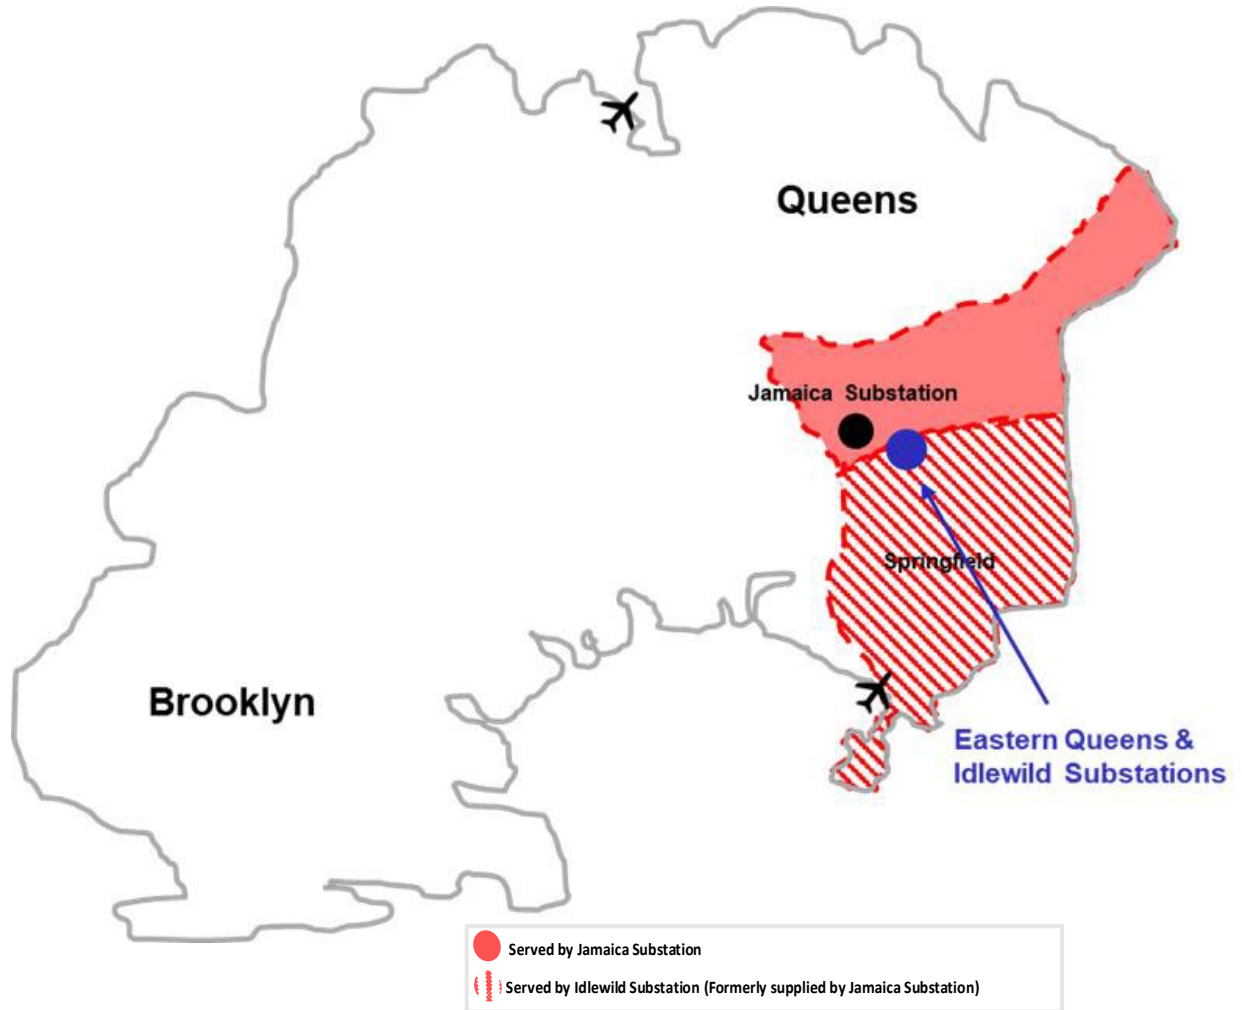 Queens
Jamaica Substation
Springfield
Brooklyn
Eastern Queens &
Idlewild Substations
Served by Jamaica Substation
Served by Idlewild Substation (Formerly supplied by Jamaica Substation)